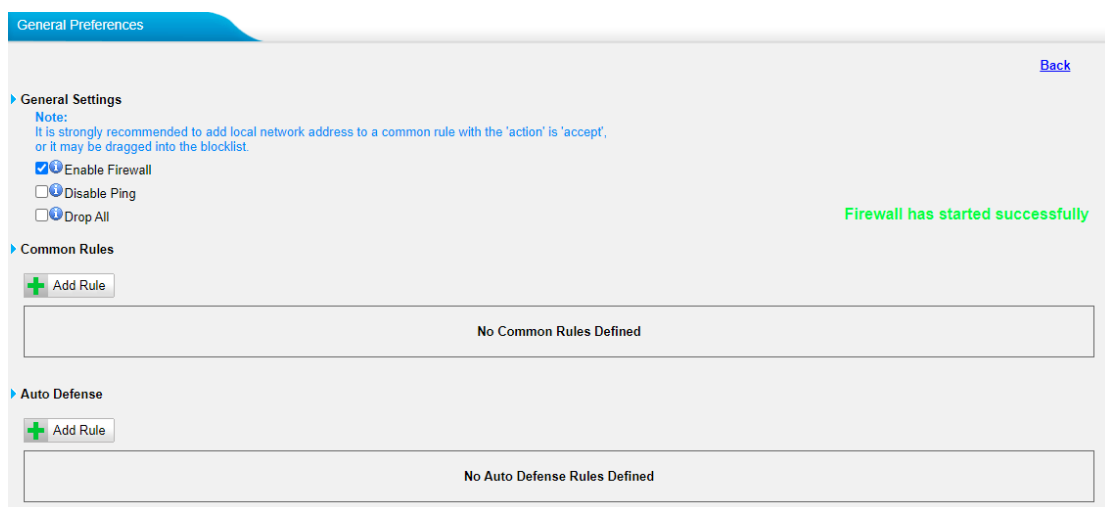 General Preferences
Back
General Settings
Note:
It is strongly recommended to add local network address to a common rule with the 'action' is 'accept',
or it may be dragged into the blocklist.
Enable Firewall
Disable Ping
Drop All
Firewall has started successfully
Common Rules
Add Rule
No Common Rules Defined
Auto Defense
Add Rule
No Auto Defense Rules Defined